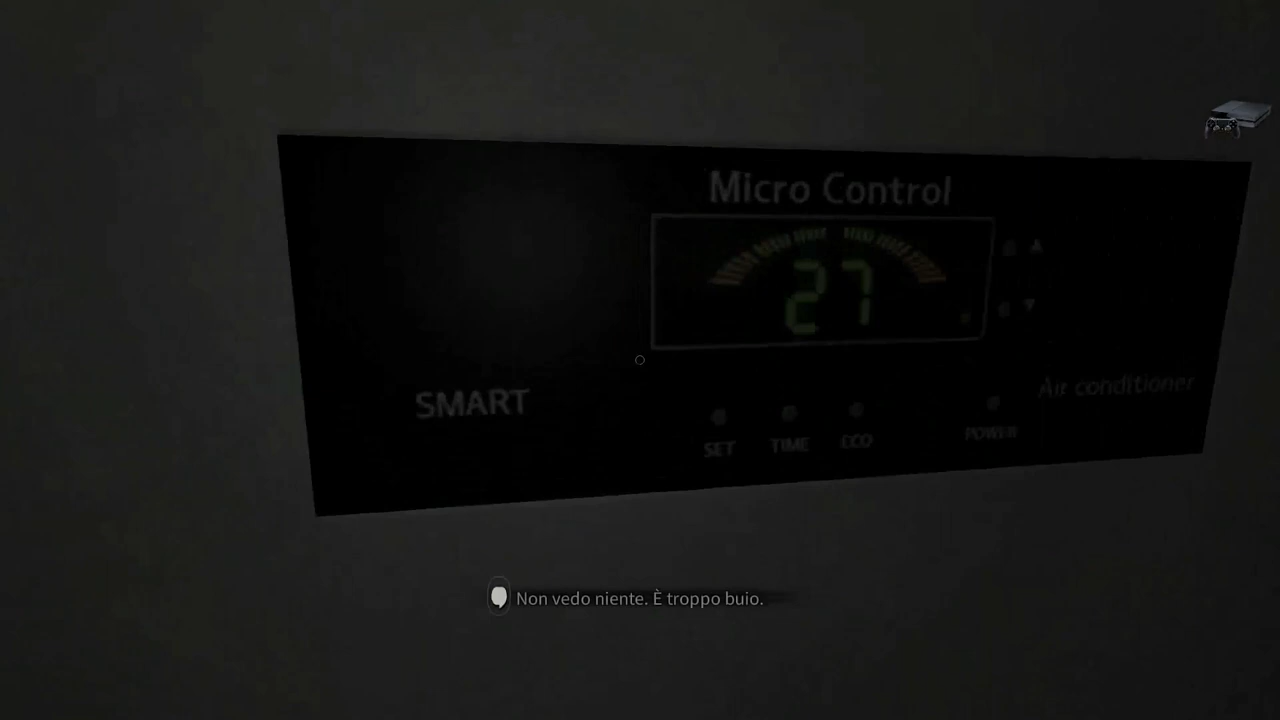 Micro Control
27
SMART
Air conditioner
SET TIME ECO POWER
Non vedo niente. È troppo buio.